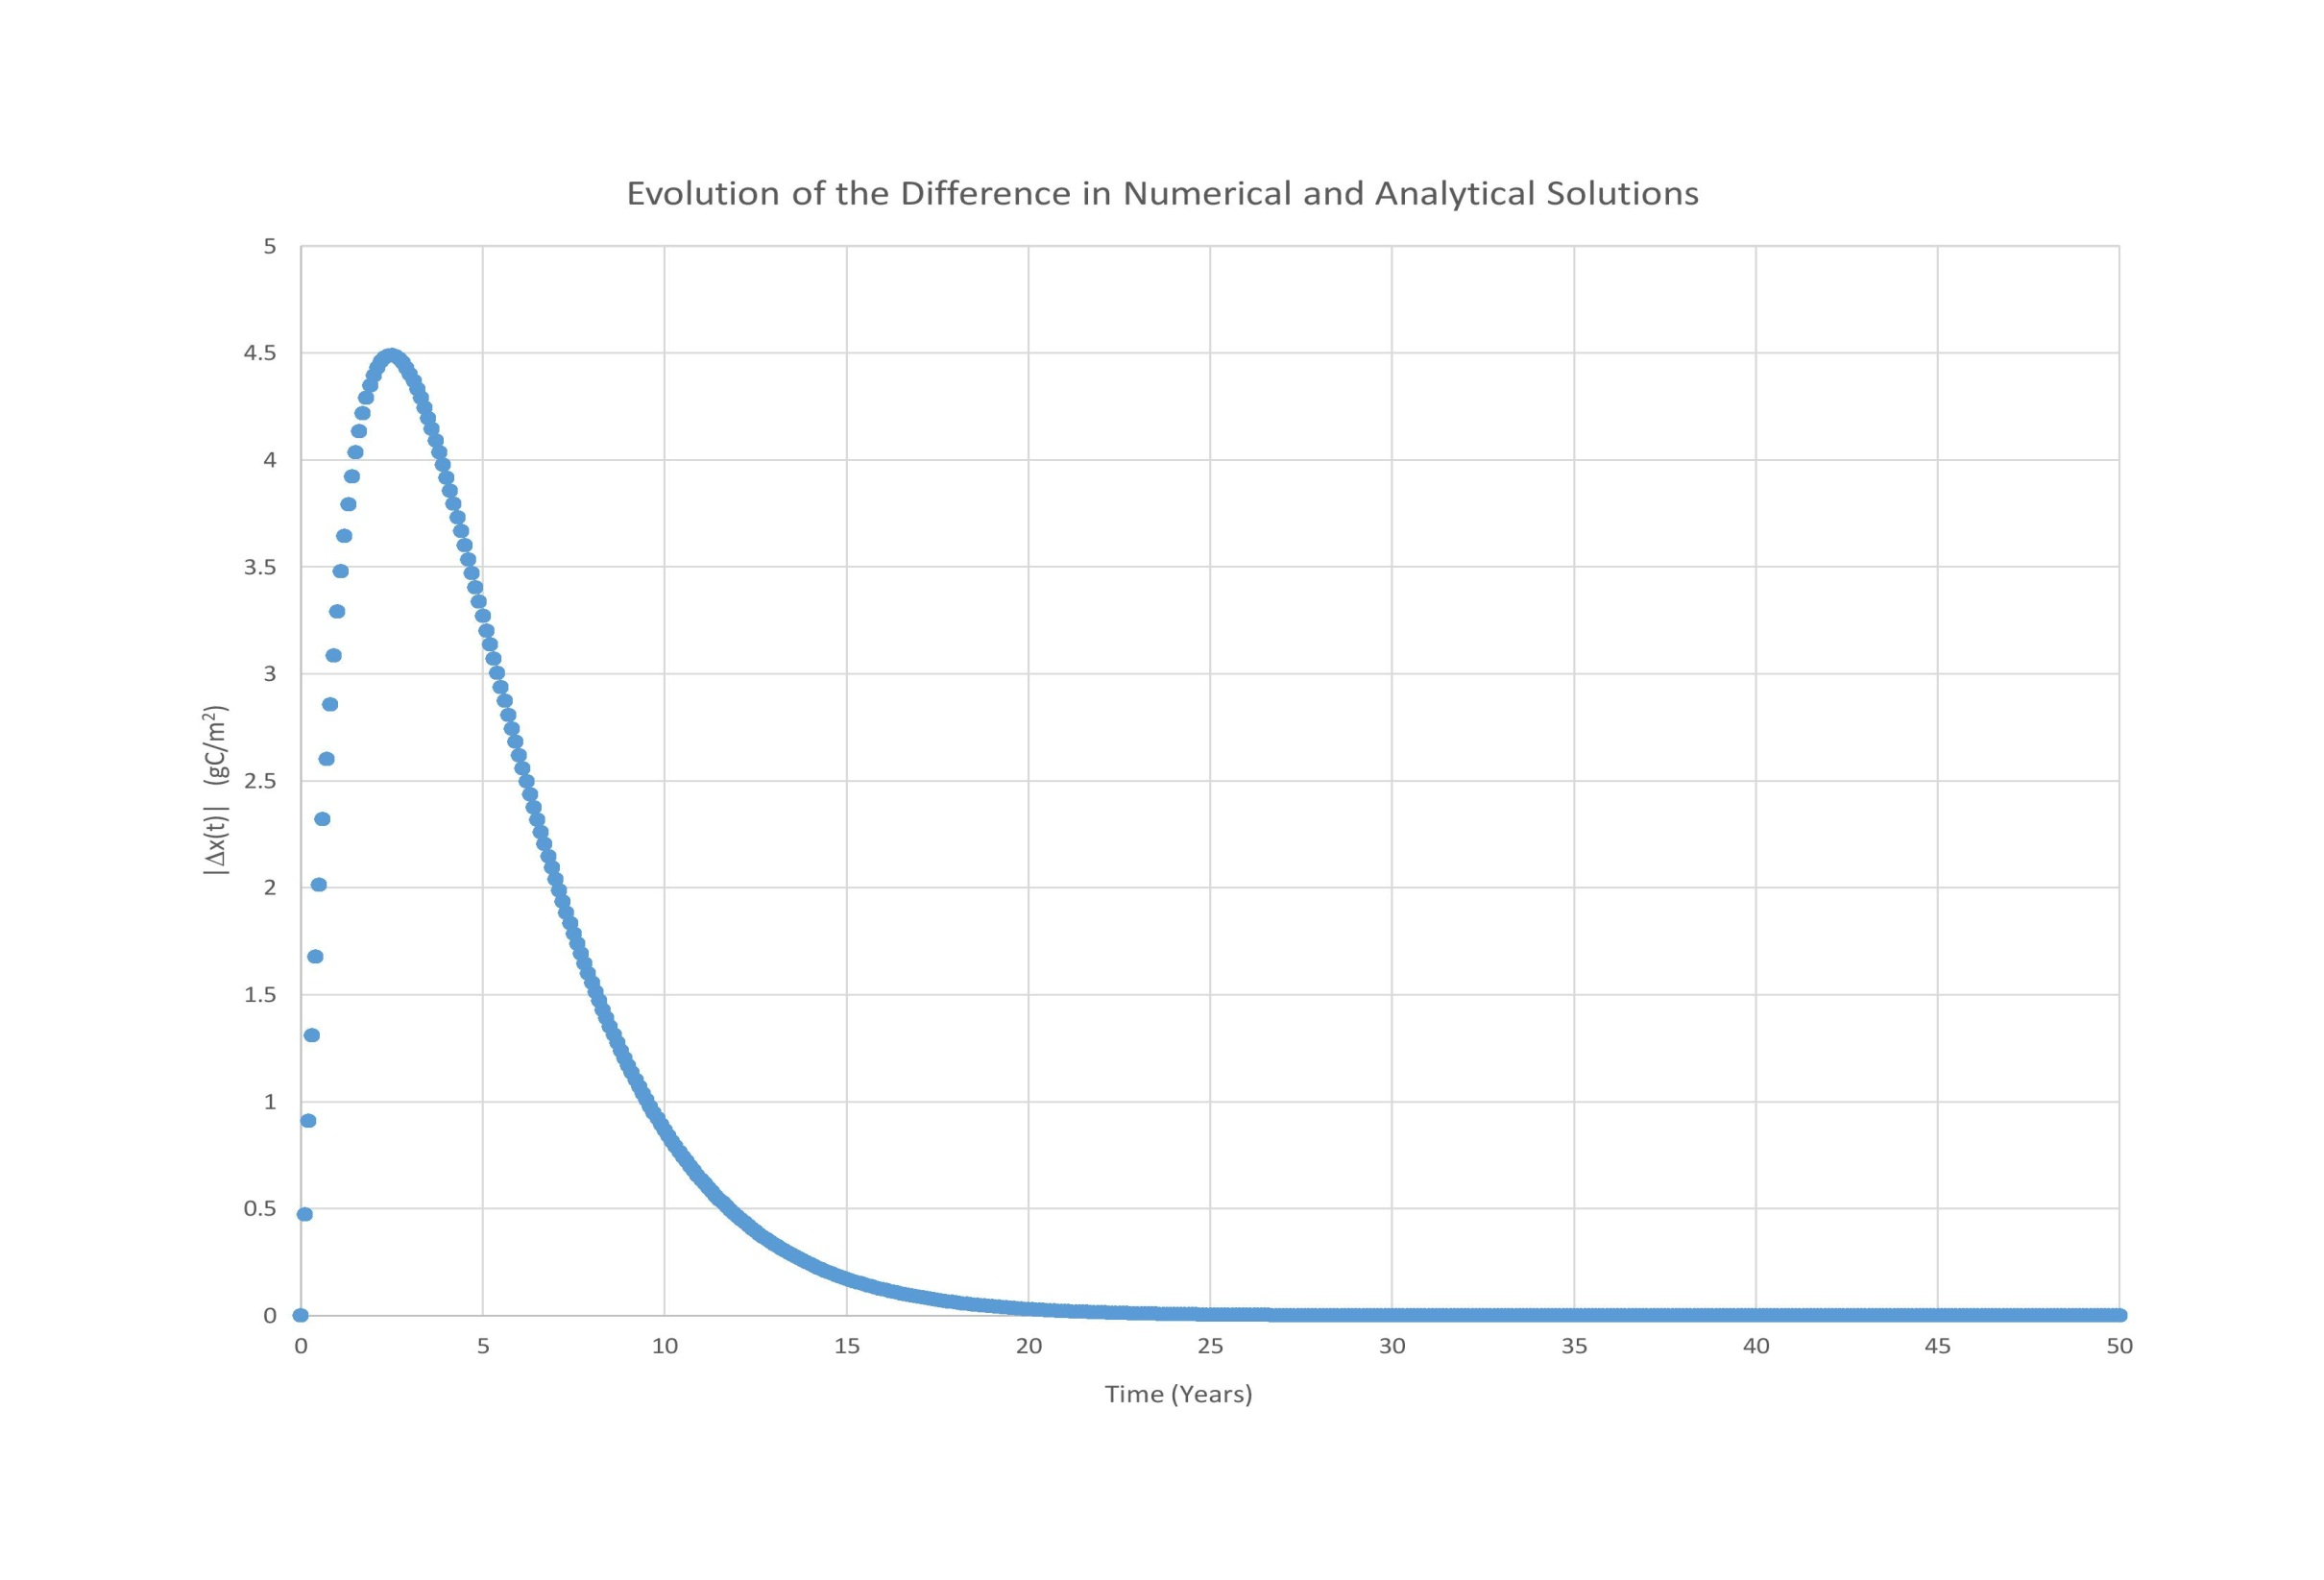 Evolution of the Difference in Numerical and Analytical Solutions
5
4.5
4
3.5
3
2.5
2
1.5
1
0.5
0
|Δx(t)| (gC/m²)
0 5 10 15 20 25 30 35 40 45 50
Time (Years)